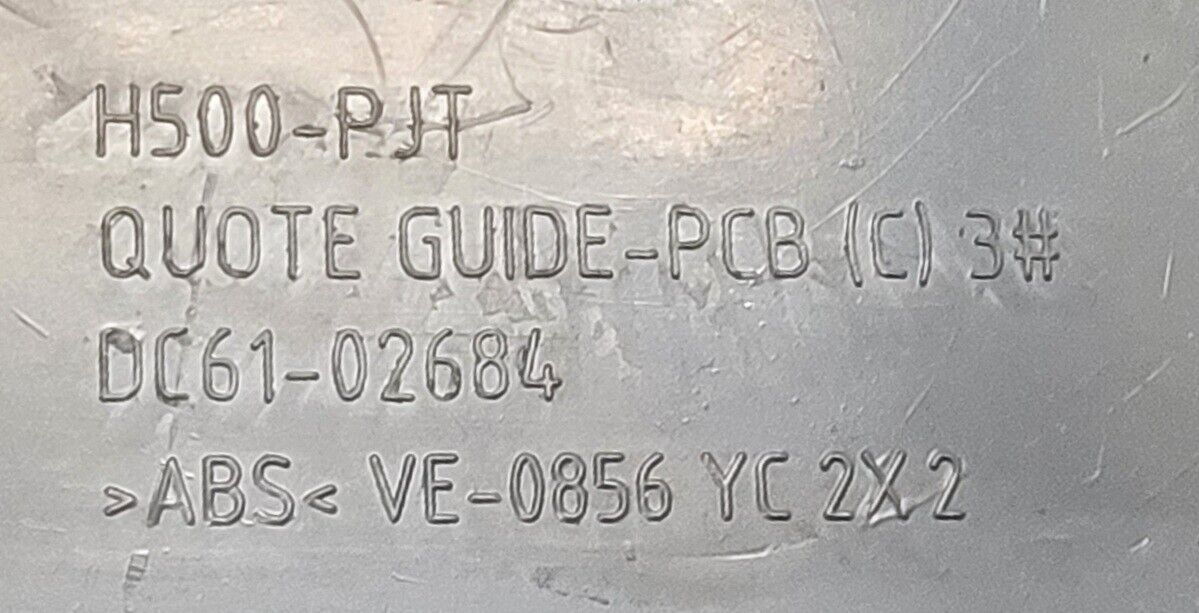 H500-PJT
QUOTE GUIDE-PCB (C) 3#
DC61-02684
>ABS< VE-0856 YC 2X2